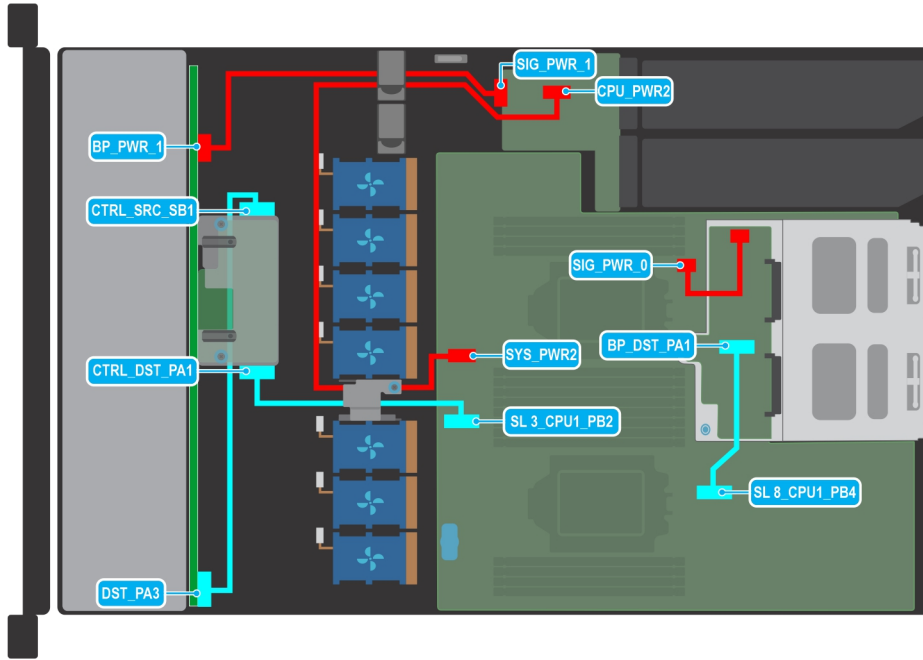 SIG_PWR_1
CPU_PWR2
BP_PWR_1
CTRL_SRC_SB1
SIG_PWR_0
BP_DST_PA1
SYS_PWR2
CTRL_DST_PA1
SL 3_CPU1_PB2
SL 8_CPU1_PB4
DST_PA3